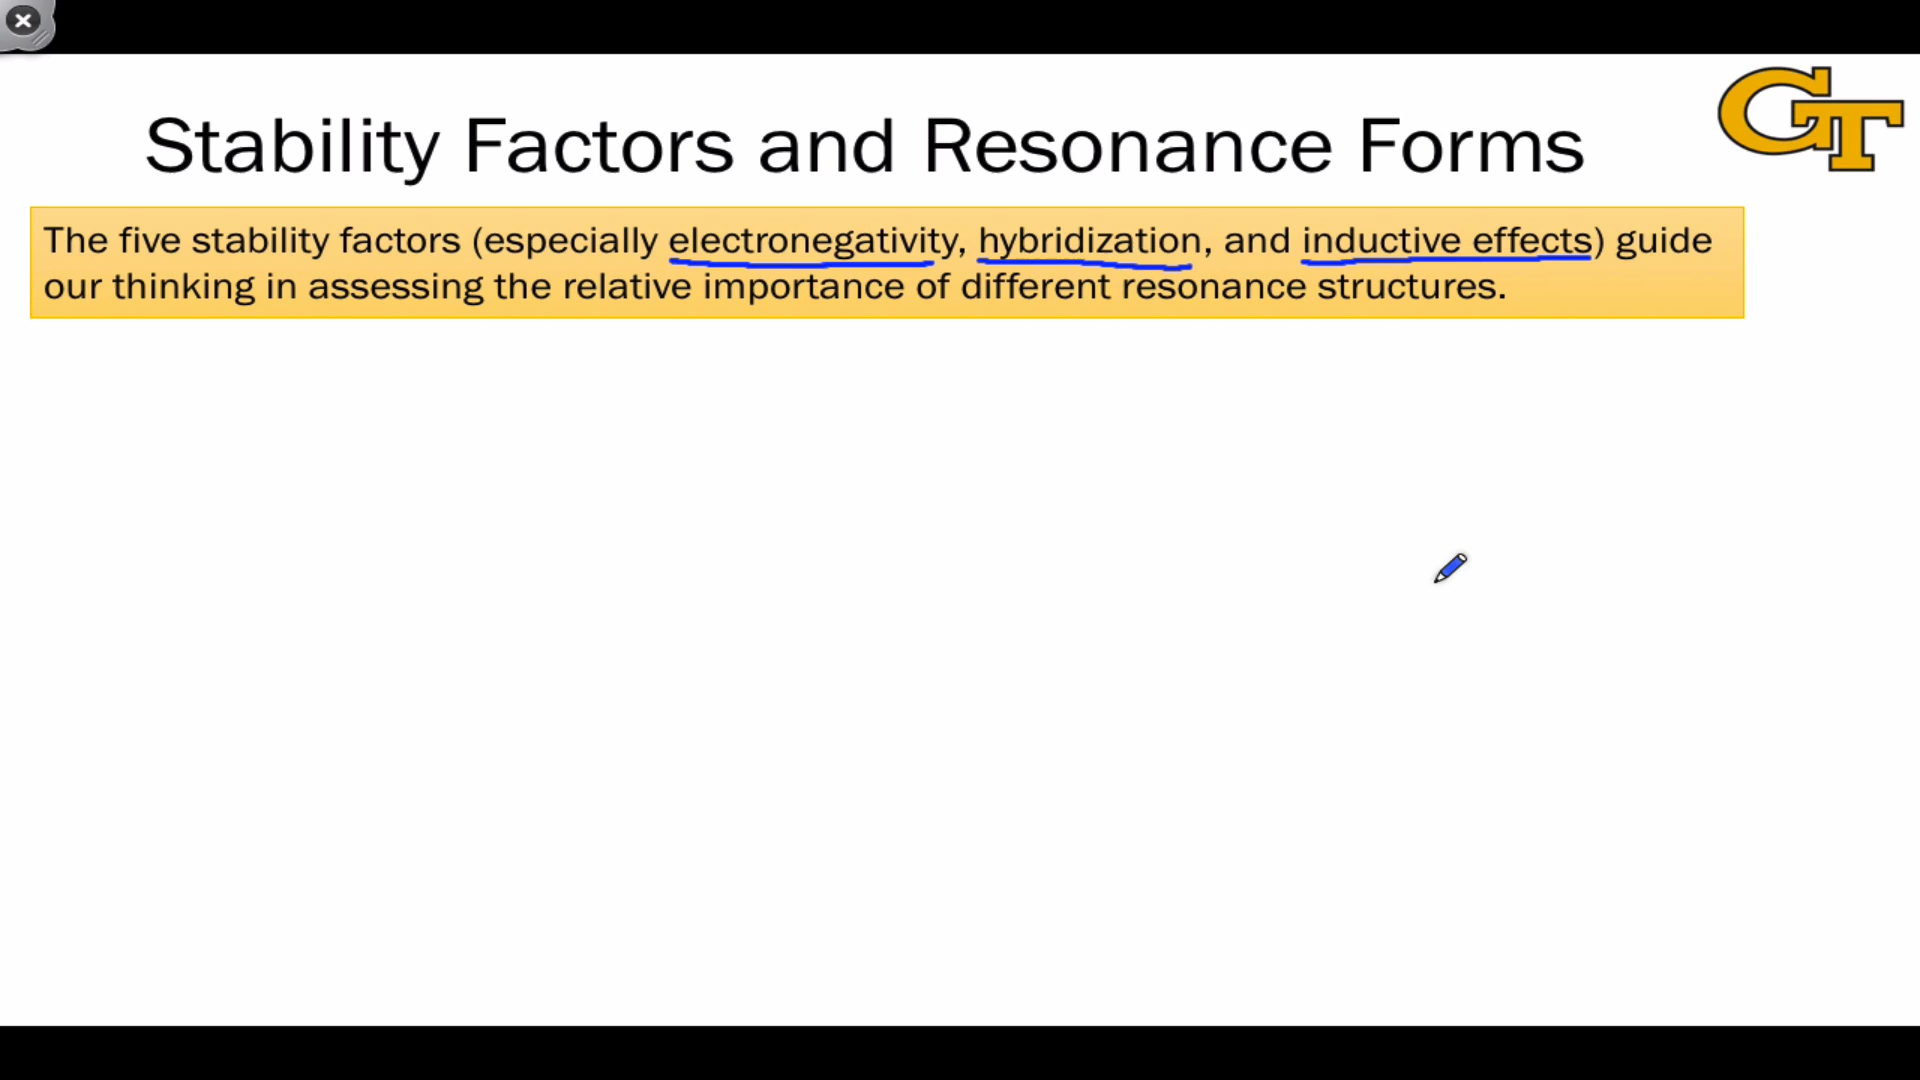 GT
Stability Factors and Resonance Forms
The five stability factors (especially electronegativity, hybridization, and inductive effects) guide
our thinking in assessing the relative importance of different resonance structures.